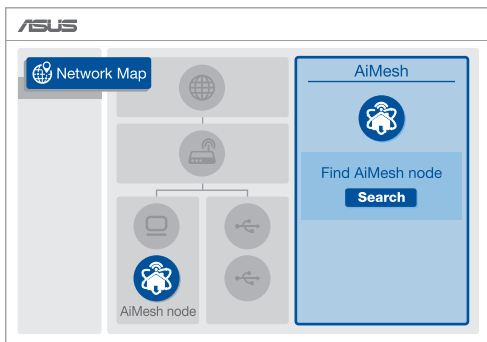 ASUS
Network Map
AiMesh node
AiMesh
Find AiMesh node
Search